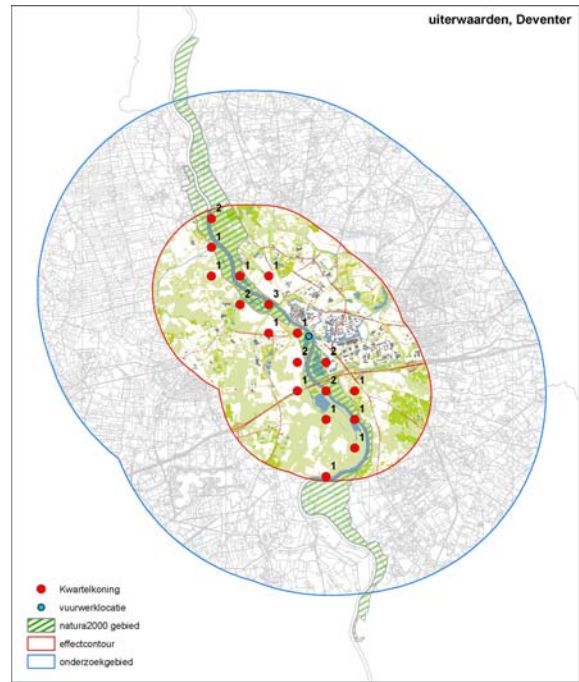 uiterwaarden, Deventer
2
1
1 1 1
2 3
1 1
2 2
1 2 1
1 1
1
1
Kwartelkoning
vuurwerklocatie
natura2000 gebied
effectcontour
onderzoekgebied